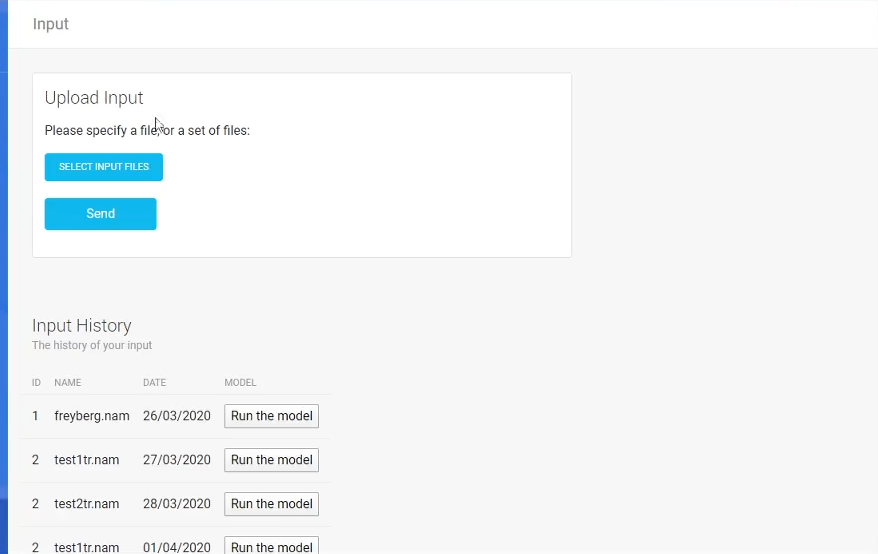 Input
Upload Input
Please specify a file, or a set of files:
SELECT INPUT FILES
Send
Input History
The history of your input
ID NAME DATE MODEL
1 freyberg.nam 26/03/2020 Run the model
2 test1tr.nam 27/03/2020 Run the model
2 test2tr.nam 28/03/2020 Run the model
2 test1tr.nam 01/04/2020 Run the model